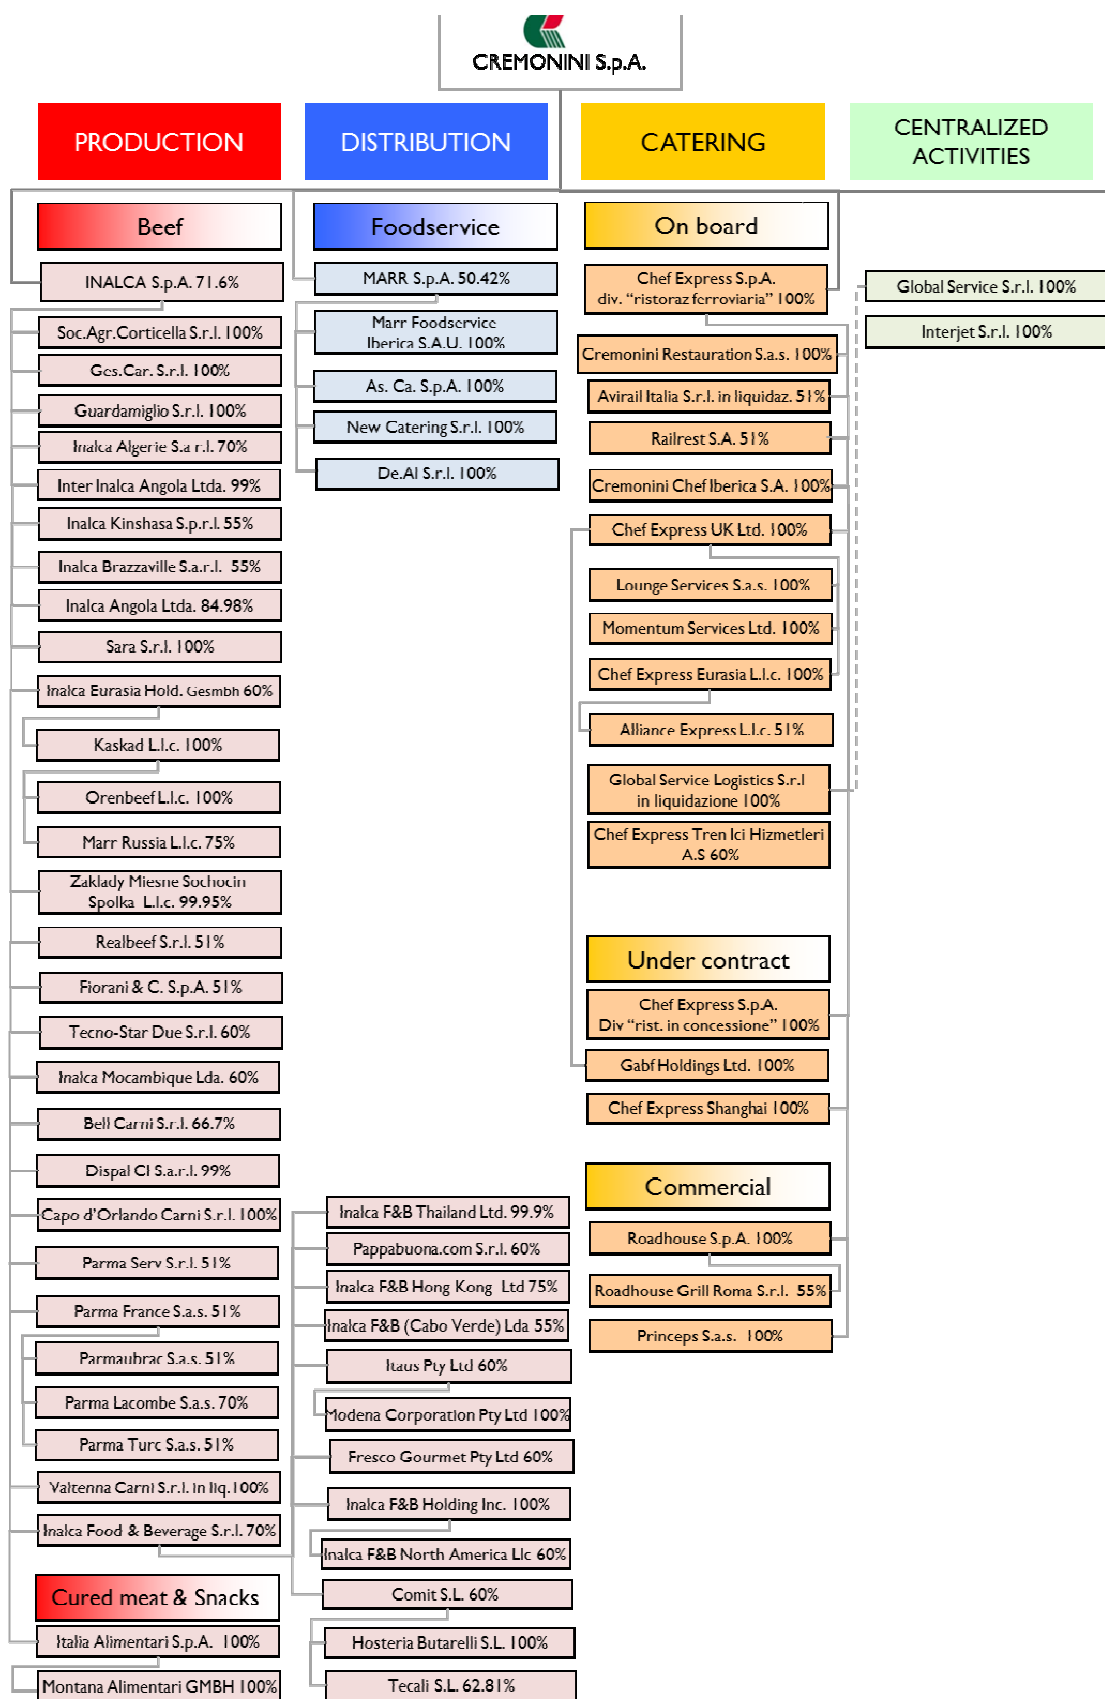 CREMONINI S.p.A.
PRODUCTION
DISTRIBUTION
CATERING
CENTRALIZED
ACTIVITIES
Beef
INALCA S.p.A. 71.6%
Soc.Agr.Corticella S.r.l. 100%
Ges.Car. S.r.l. 100%
Guardamiglio S.r.l. 100%
Inalca Algerie S.a r.l. 70%
Inter Inalca Angola Ltda. 99%
Inalca Kinshasa S.p.r.l. 55%
Inalca Brazzaville S.a.r.l. 55%
Inalca Angola Ltda. 84.98%
Sara S.r.l. 100%
Inalca Eurasia Hold. Gesmbh 60%
Kaskad L.l.c. 100%
Orenbeef L.l.c. 100%
Marr Russia L.l.c. 75%
Zaklady Miesne Sochocin
Spolka L.l.c. 99.95%
Realbeef S.r.l. 51%
Fiorani & C. S.p.A. 51%
Tecno-Star Due S.r.l. 60%
Inalca Mocambique Lda. 60%
Bell Carni S.r.l. 66.7%
Dispal CI S.a.r.l. 99%
Capo d'Orlando Carni S.r.l. 100%
Parma Serv S.r.l. 51%
Parma France S.a.s. 51%
Parmaubrac S.a.s. 51%
Parma Lacombe S.a.s. 70%
Parma Turc S.a.s. 51%
Valtenna Carni S.r.l. in liq.100%
Inalca Food & Beverage S.r.l. 70%
Cured meat & Snacks
Italia Alimentari S.p.A. 100%
Montana Alimentari GMBH 100%
Foodservice
MARR S.p.A. 50.42%
Marr Foodservice
Iberica S.A.U. 100%
As. Ca. S.p.A. 100%
New Catering S.r.l. 100%
De.Al S.r.l. 100%
Inalca F&B Thailand Ltd. 99.9%
Pappabuona.com S.r.l. 60%
Inalca F&B Hong Kong Ltd 75%
Inalca F&B (Cabo Verde) Lda 55%
Itaus Pty Ltd 60%
Modena Corporation Pty Ltd 100%
Fresco Gourmet Pty Ltd 60%
Inalca F&B Holding Inc. 100%
Inalca F&B North America Llc 60%
Comit S.L. 60%
Hosteria Butarelli S.L. 100%
Tecali S.L. 62.81%
On board
Chef Express S.p.A.
div. "ristoraz ferroviaria" 100%
Cremonini Restauration S.a.s. 100%
Avirail Italia S.r.l. in liquidaz. 51%
Railrest S.A. 51%
Cremonini Chef Iberica S.A. 100%
Chef Express UK Ltd. 100%
Lounge Services S.a.s. 100%
Momentum Services Ltd. 100%
Chef Express Eurasia L.l.c. 100%
Alliance Express L.l.c. 51%
Global Service Logistics S.r.l
in liquidazione 100%
Chef Express Tren Ici Hizmetleri
A.S 60%
Under contract
Chef Express S.p.A.
Div "rist. in concessione" 100%
Gabf Holdings Ltd. 100%
Chef Express Shanghai 100%
Commercial
Roadhouse S.p.A. 100%
Roadhouse Grill Roma S.r.l. 55%
Princeps S.a.s. 100%
Global Service S.r.l. 100%
Interjet S.r.l. 100%